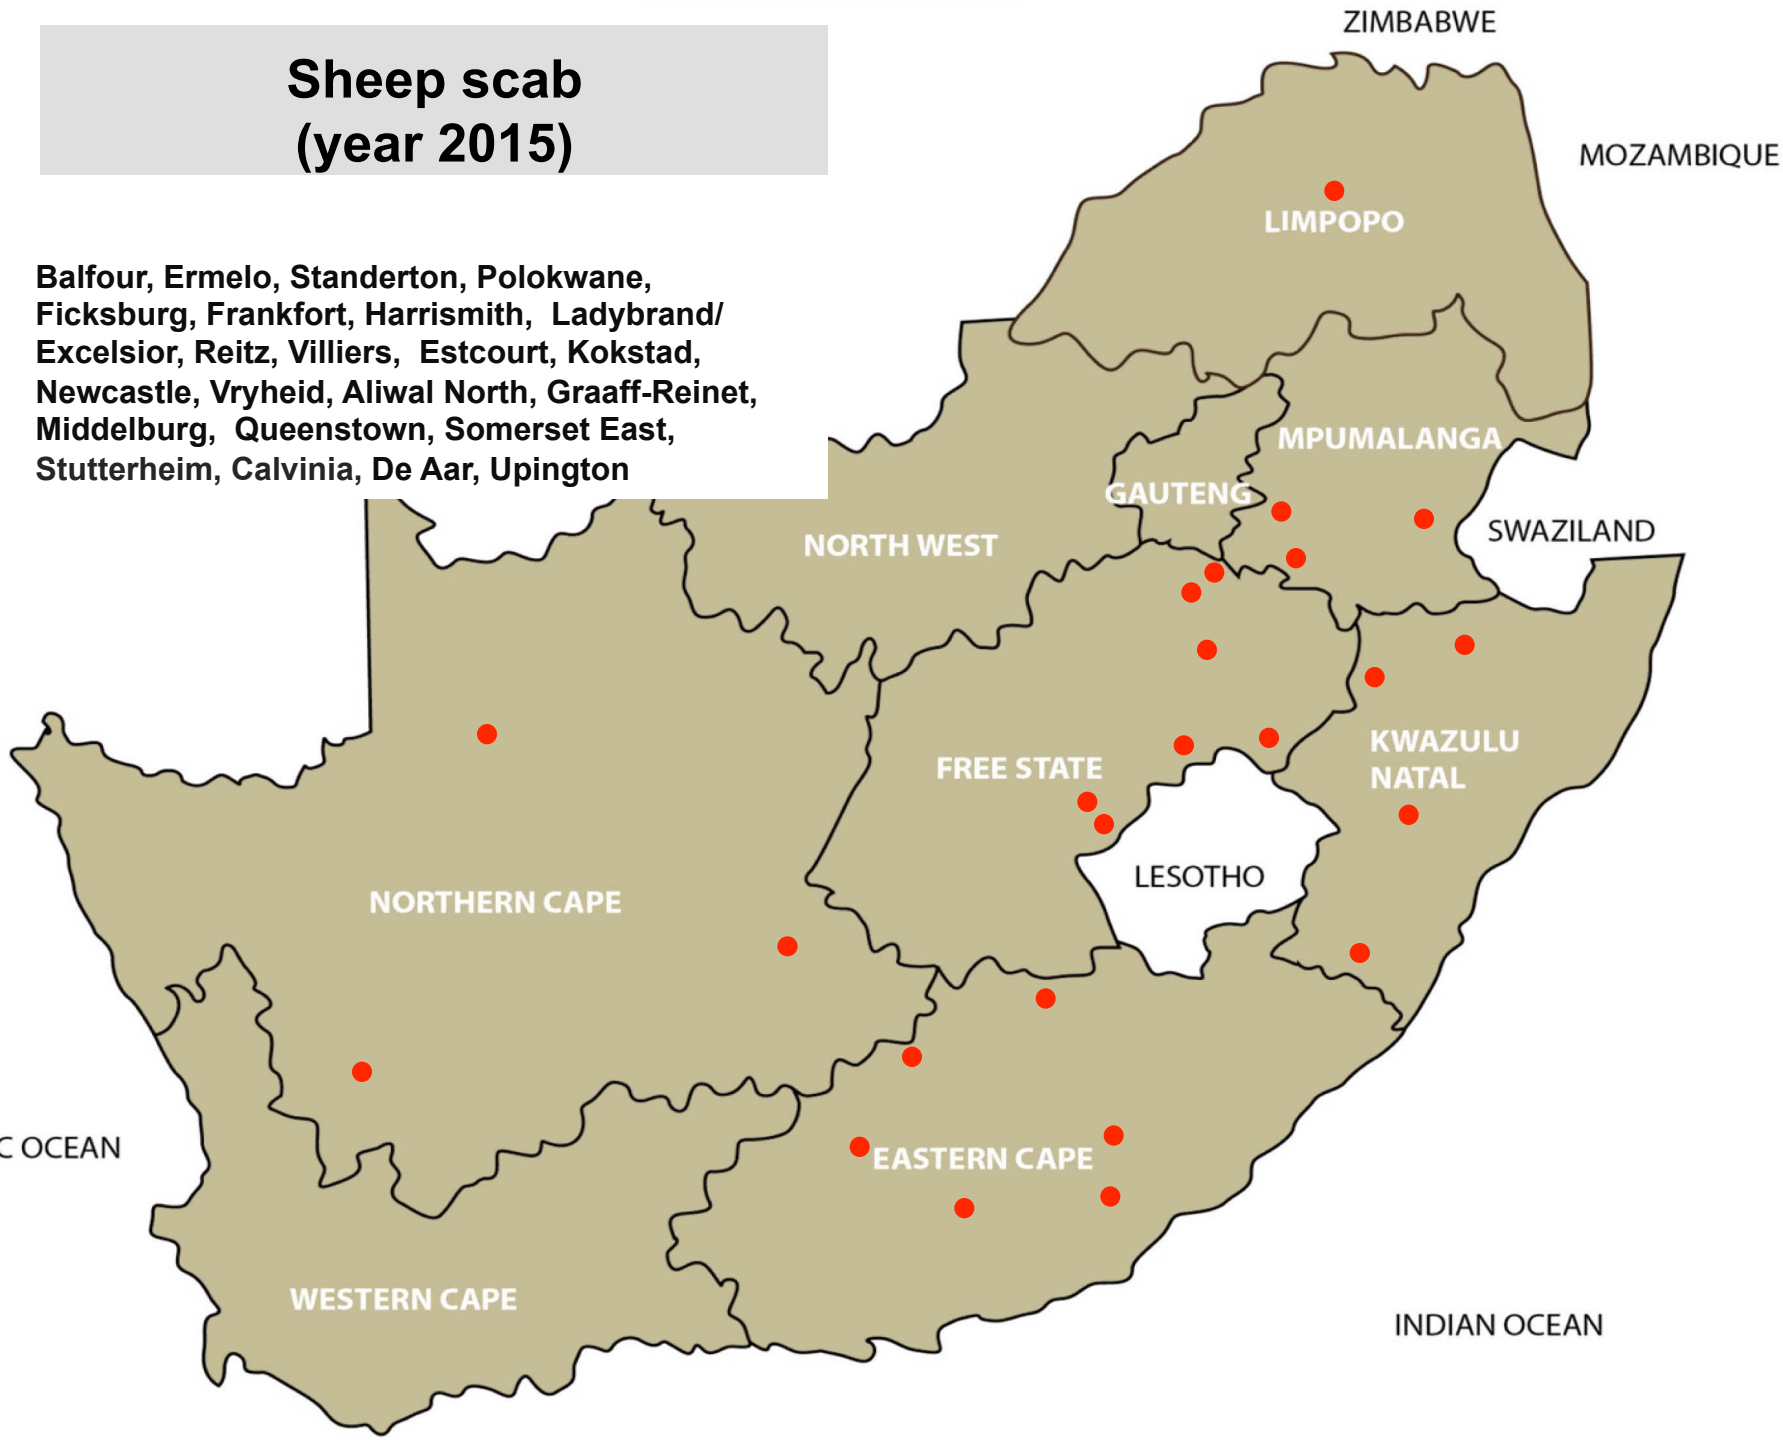 Sheep scab
(year 2015)
Balfour, Ermelo, Standerton, Polokwane,
Ficksburg, Frankfort, Harrismith, Ladybrand/
Excelsior, Reitz, Villiers, Estcourt, Kokstad,
Newcastle, Vryheid, Aliwal North, Graaff-Reinet,
Middelburg, Queenstown, Somerset East,
Stutterheim, Calvinia, De Aar, Upington
ZIMBABWE
MOZAMBIQUE
LIMPOPO
MPUMALANGA
GAUTENG
SWAZILAND
NORTH WEST
KWAZULU
NATAL
FREE STATE
LESOTHO
NORTHERN CAPE
C OCEAN
EASTERN CAPE
WESTERN CAPE
INDIAN OCEAN